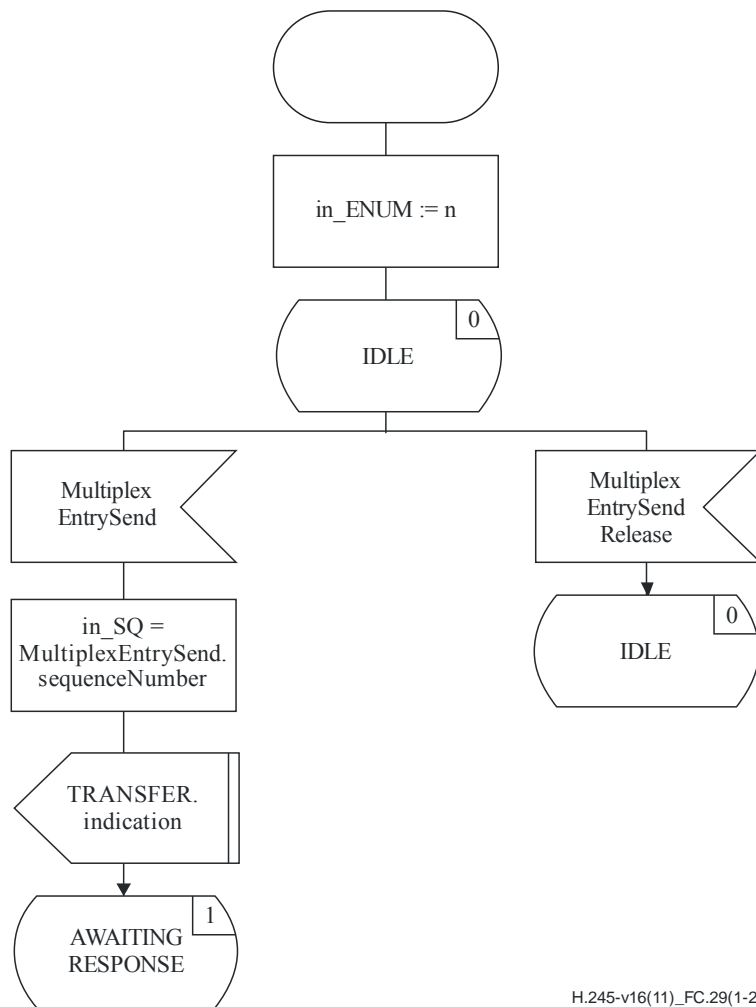 in_ENUM := n
0
IDLE
Multiplex
EntrySend
Multiplex
EntrySend
Release
in_SQ =
MultiplexEntrySend.
sequenceNumber
0
IDLE
TRANSFER.
indication
1
AWAITING
RESPONSE
H.245-v16(11)_FC.29(1-2